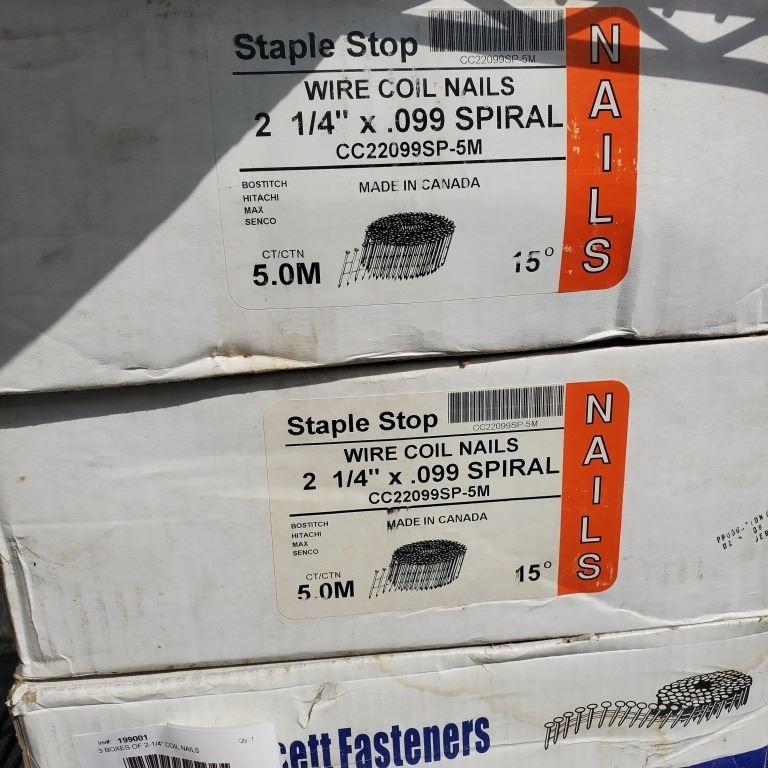 Staple Stop
CC22099SP-5M
WIRE COIL NAILS
2 1/4" x .099 SPIRAL
CC22099SP-5M
BOSTITCH
HITACHI
MAX
SENCO
MADE IN CANADA
CT/CTN
5.0M
15°
NAILS
Staple Stop
CC22099SP-5M
WIRE COIL NAILS
2 1/4" x .099 SPIRAL
CC22099SP-5M
BOSTITCH
HITACHI
MAX
SENCO
MADE IN CANADA
CT/CTN
5.0M
15°
NAILS
Inv# 199001 Qty: 1
3 BOXES OF 2-1/4" COIL NAILS
Fasteners